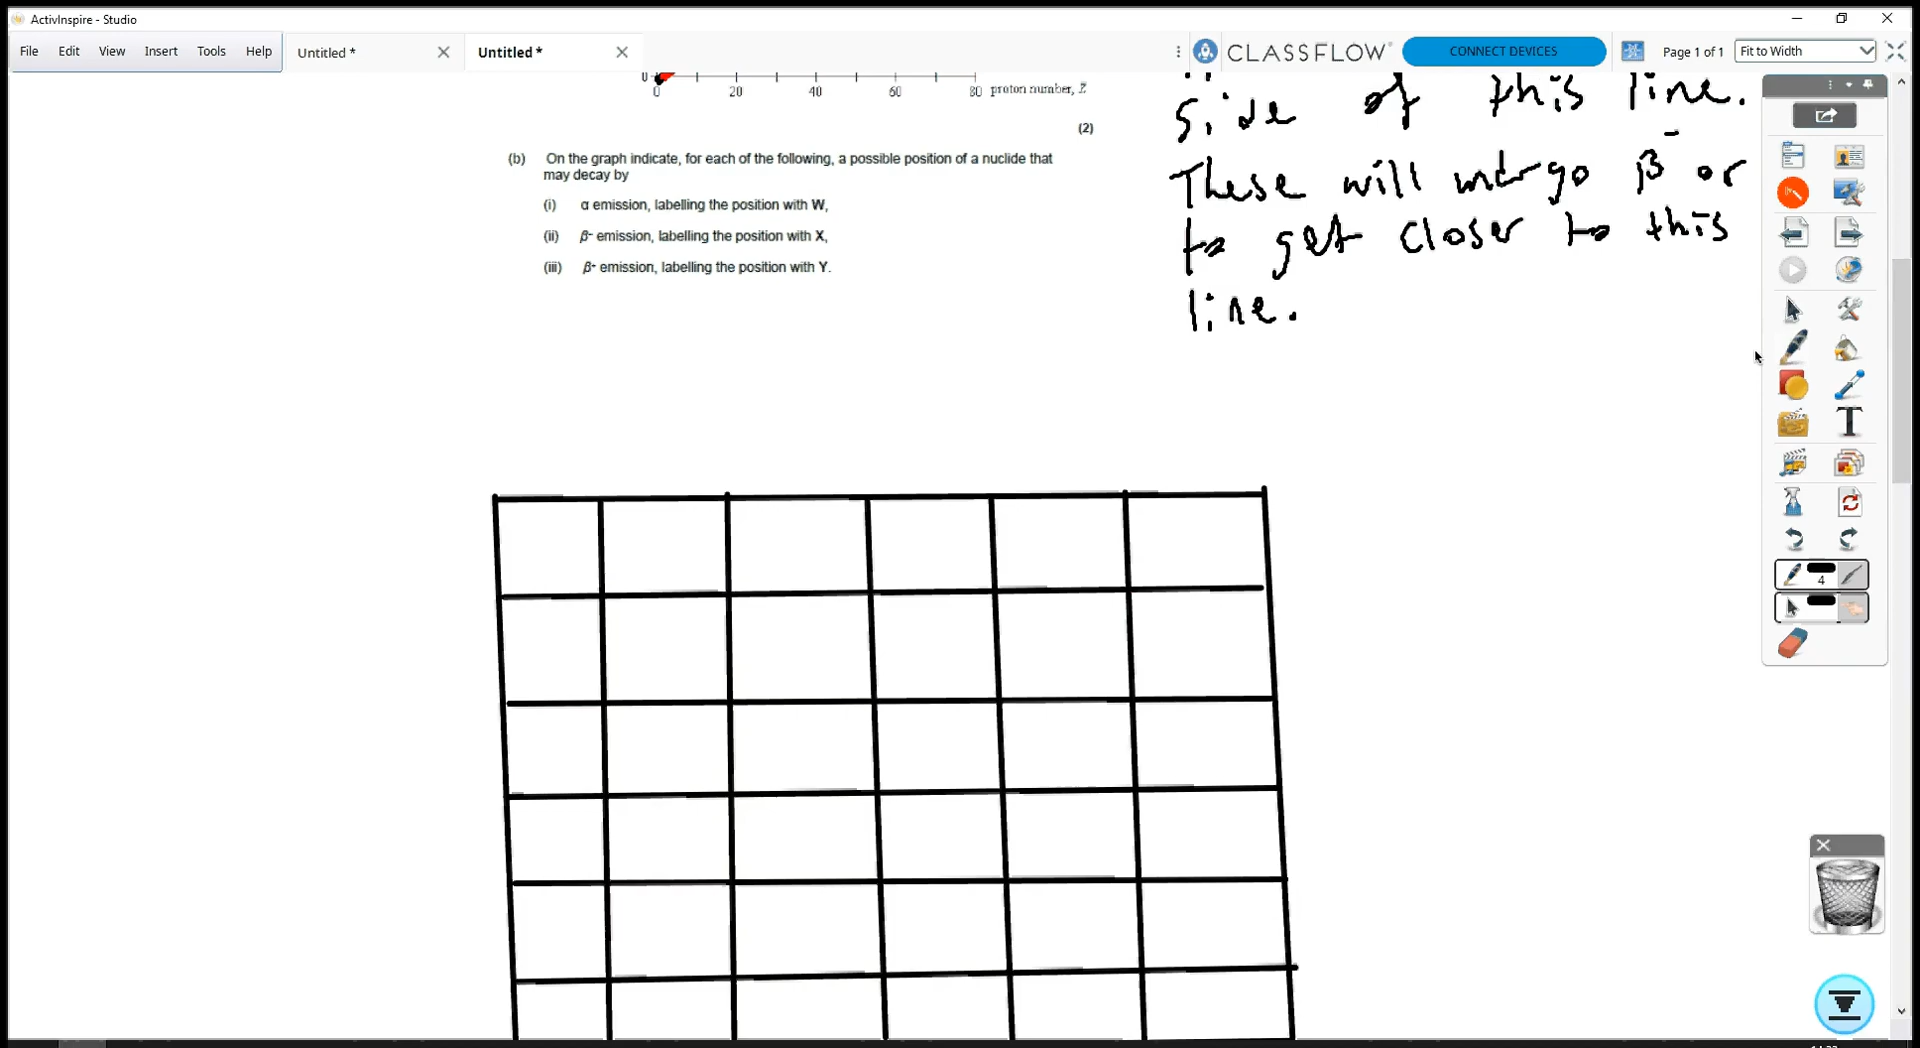 ActivInspire - Studio
File Edit View Insert Tools Help
Untitled *
Untitled *
CLASSFLOW
CONNECT DEVICES
Page 1 of 1
Fit to Width
0
0 20 40 60 80 proton number, Z
(2)
(b) On the graph indicate, for each of the following, a possible position of a nuclide that
may decay by
(i) α emission, labelling the position with W,
(ii) β⁻ emission, labelling the position with X,
(iii) β⁺ emission, labelling the position with Y.
side of this line.
These will β⁻ or
to get closer to this
line.
4